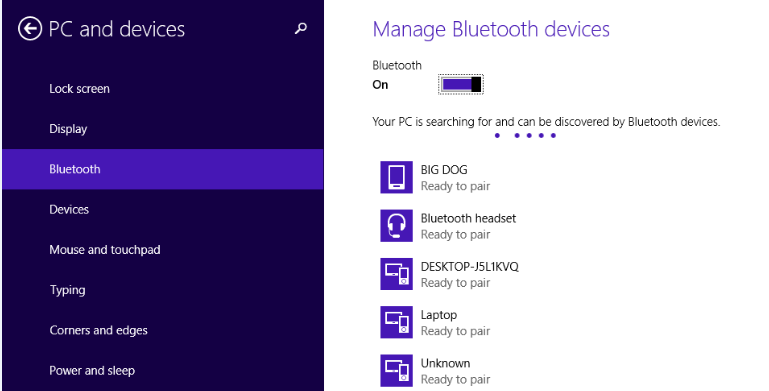 PC and devices
Lock screen
Display
Bluetooth
Devices
Mouse and touchpad
Typing
Corners and edges
Power and sleep
Manage Bluetooth devices
Bluetooth
On
Your PC is searching for and can be discovered by Bluetooth devices.
BIG DOG
Ready to pair
Bluetooth headset
Ready to pair
DESKTOP-J5L1KVQ
Ready to pair
Laptop
Ready to pair
Unknown
Ready to pair